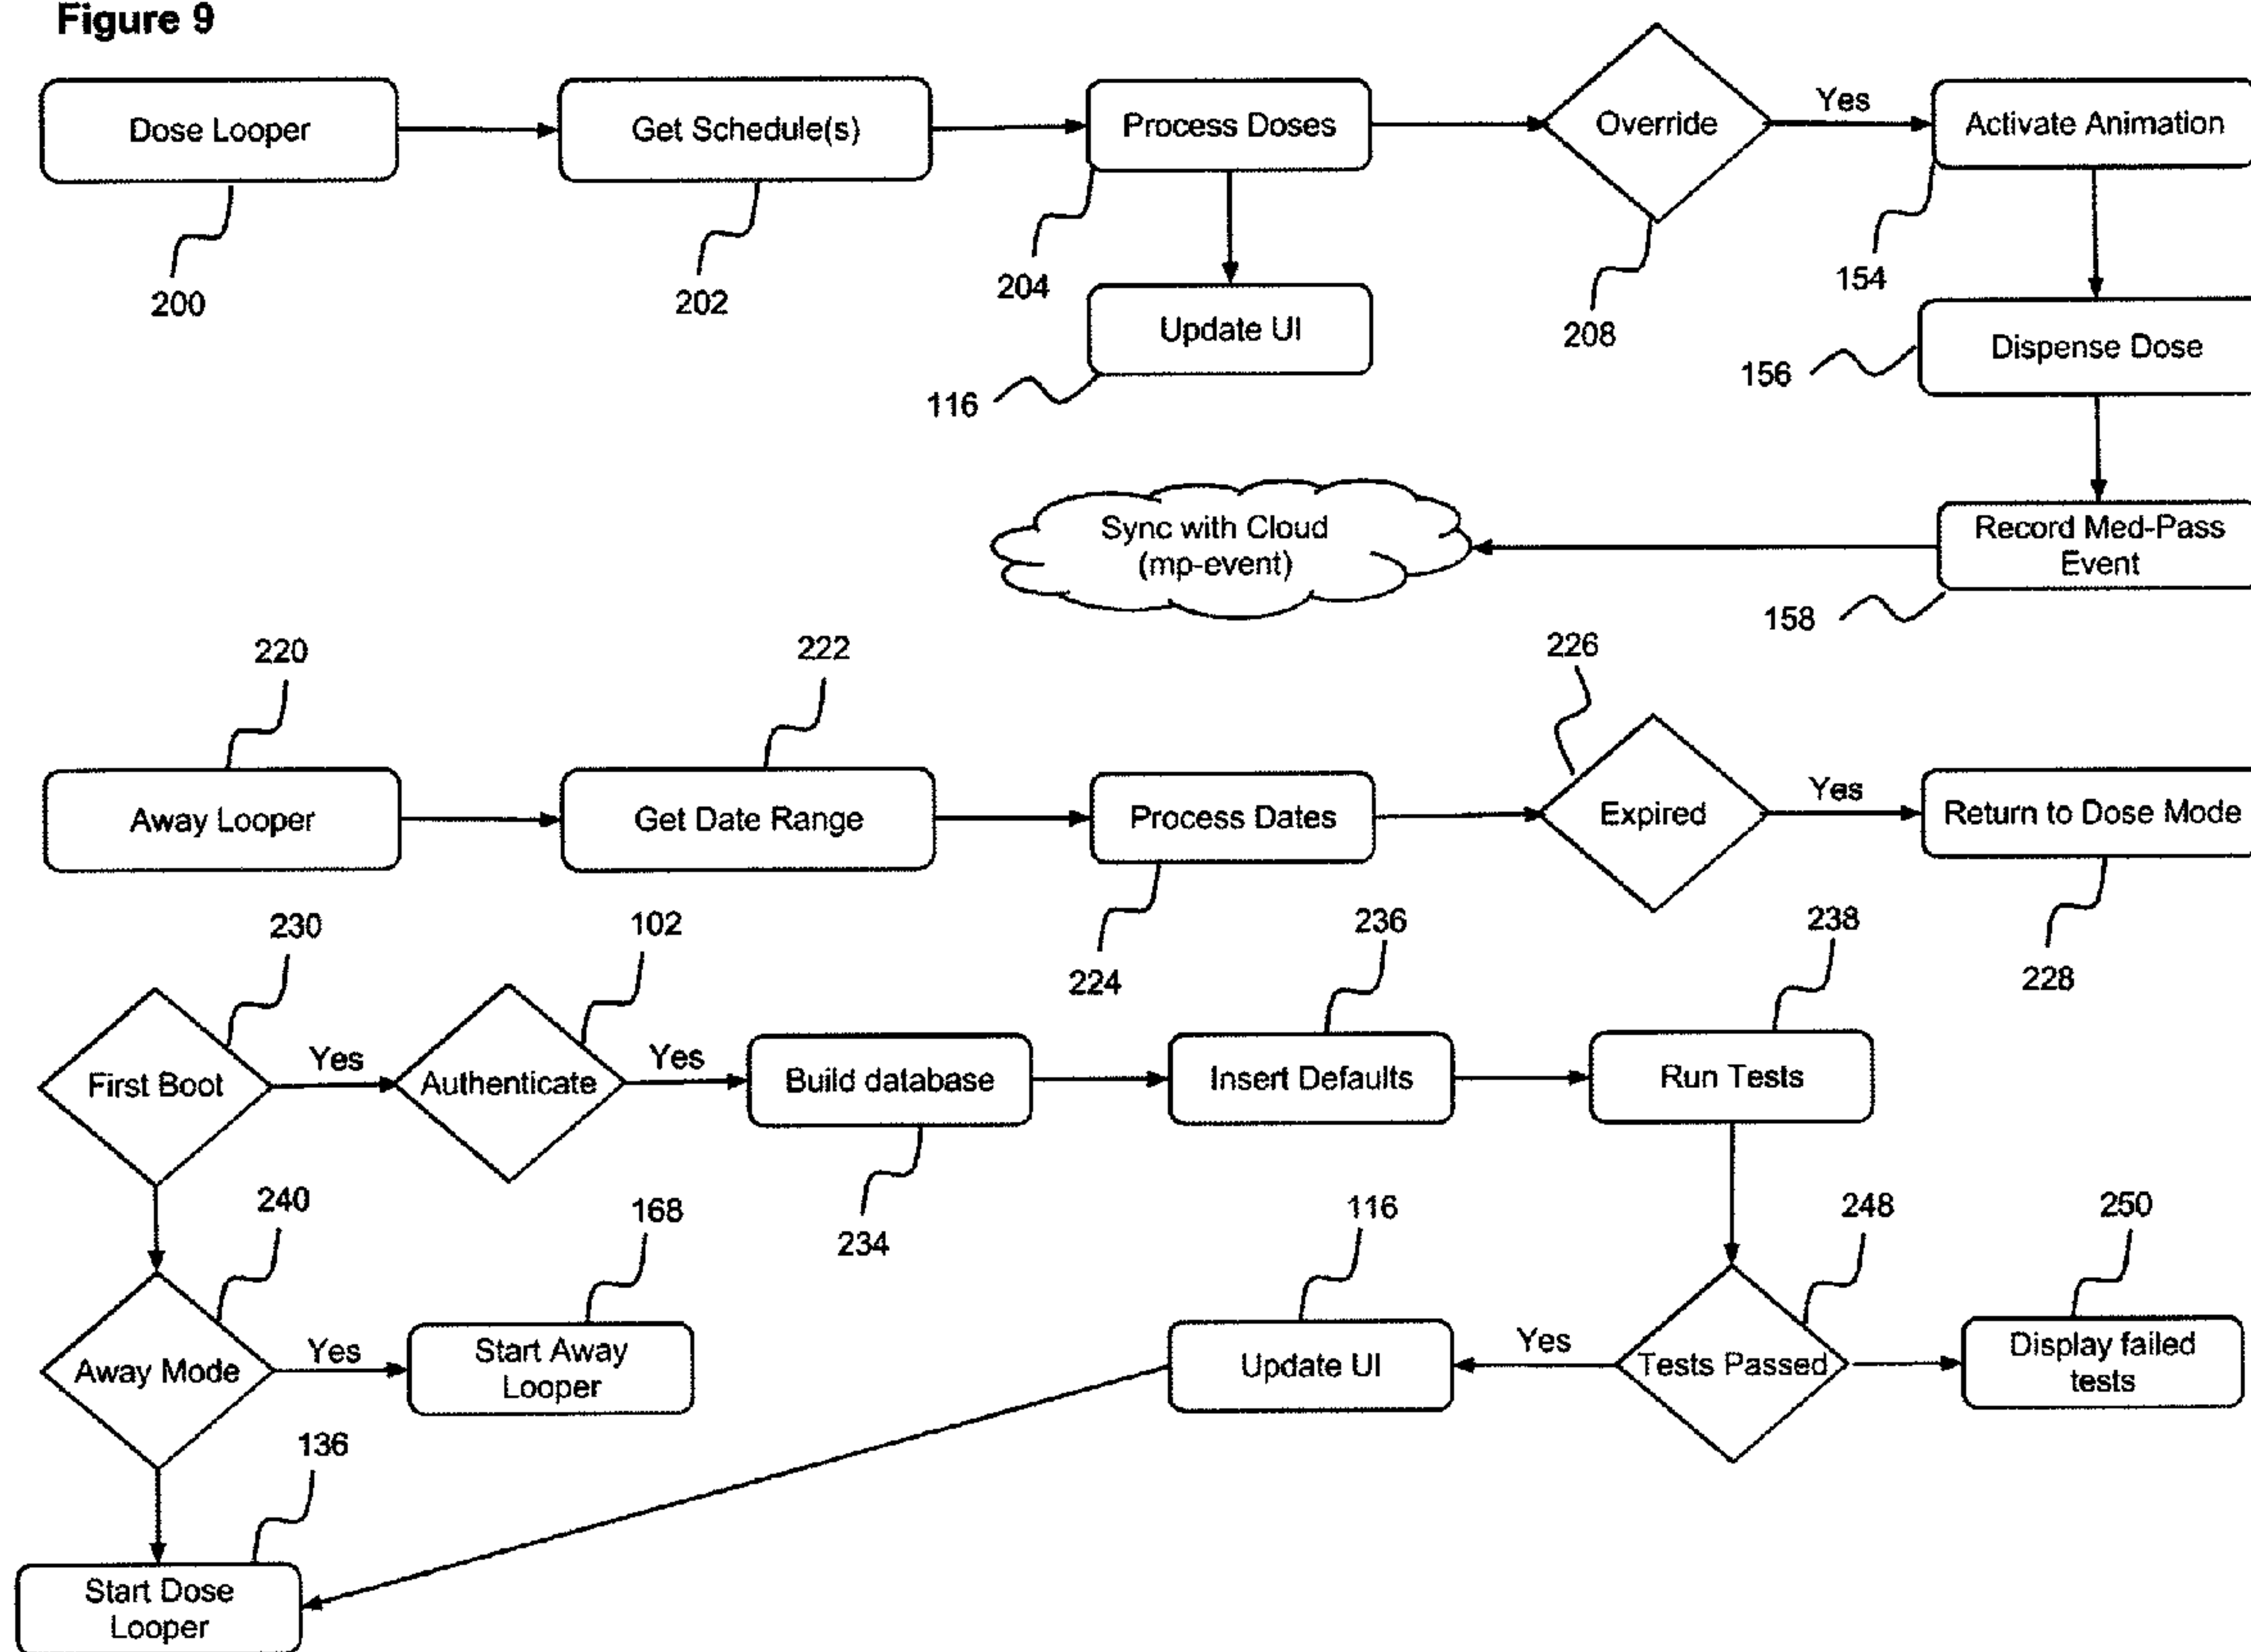 Figure 9
Dose Looper
Get Schedule(s)
Process Doses
Override
Yes
Activate Animation
200
202
204
208
154
Update UI
116
Dispense Dose
156
Sync with Cloud
(mp-event)
Record Med-Pass
Event
158
220
222
226
Away Looper
Get Date Range
Process Dates
Expired
Yes
Return to Dose Mode
224
228
230
102
236
238
First Boot
Yes
Authenticate
Yes
Build database
Insert Defaults
Run Tests
234
240
168
116
248
250
Away Mode
Yes
Start Away
Looper
Update UI
Yes
Tests Passed
Display failed
tests
136
Start Dose
Looper